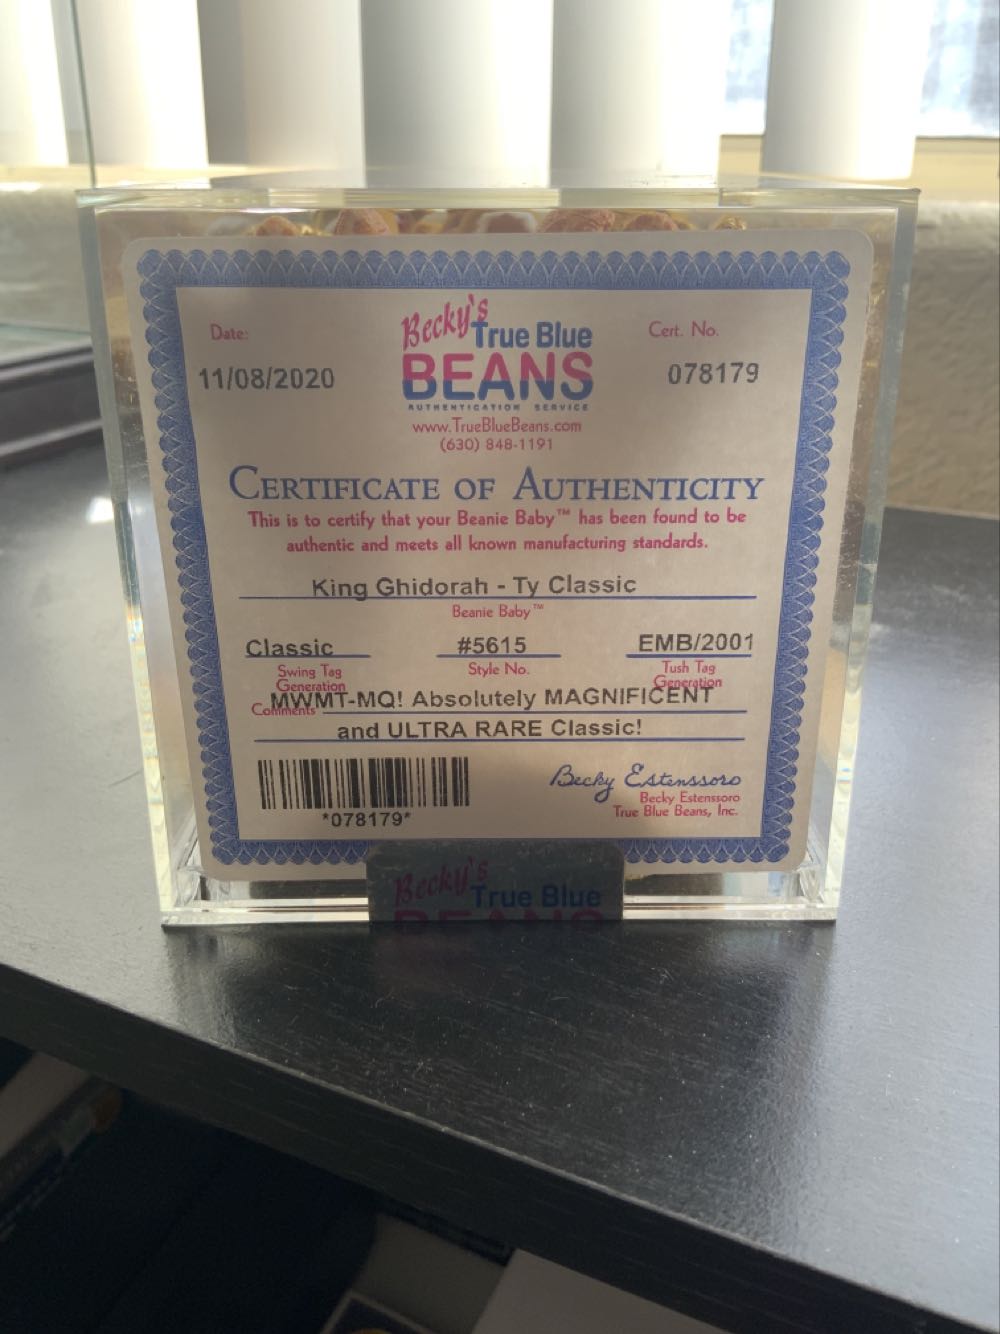 Date:
11/08/2020
Becky's
True Blue
BEANS
AUTHENTICATION SERVICE
www.TrueBlueBeans.com
(630) 848-1191
Cert. No.
078179
CERTIFICATE OF AUTHENTICITY
This is to certify that your Beanie Baby™ has been found to be
authentic and meets all known manufacturing standards.
King Ghidorah - Ty Classic
Beanie Baby™
Classic #5615 EMB/2001
Swing Tag Style No. Tush Tag
Generation Generation
Comments MWMT-MQ! Absolutely MAGNIFICENT
and ULTRA RARE Classic!
*078179*
Becky Estenssoro
Becky Estenssoro
True Blue Beans, Inc.
Becky's
True Blue
BEANS